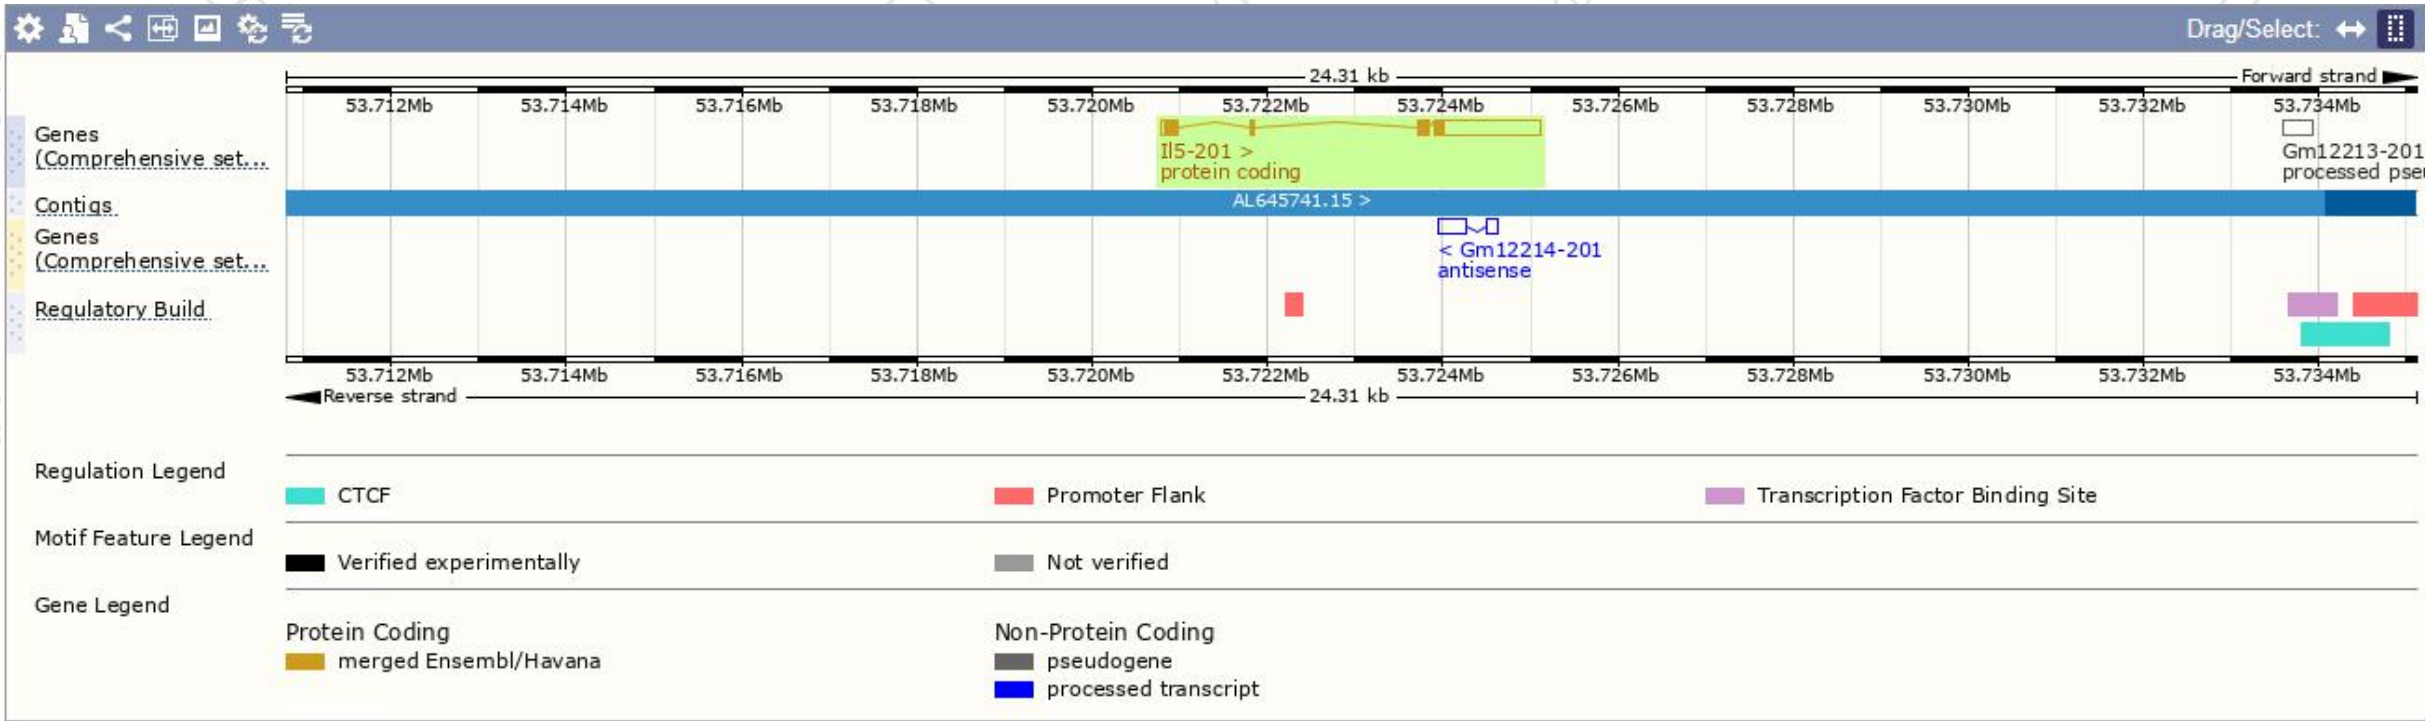 Drag/Select:
24.31 kb Forward strand
53.712Mb 53.714Mb 53.716Mb 53.718Mb 53.720Mb 53.722Mb 53.724Mb 53.726Mb 53.728Mb 53.730Mb 53.732Mb 53.734Mb
Genes
(Comprehensive set...
Il5-201 >
protein coding
Gm12213-201
processed pse
Contigs
AL645741.15 >
Genes
(Comprehensive set...
< Gm12214-201
antisense
Regulatory Build
53.712Mb 53.714Mb 53.716Mb 53.718Mb 53.720Mb 53.722Mb 53.724Mb 53.726Mb 53.728Mb 53.730Mb 53.732Mb 53.734Mb
Reverse strand 24.31 kb
Regulation Legend
CTCF Promoter Flank Transcription Factor Binding Site
Motif Feature Legend
Verified experimentally Not verified
Gene Legend
Protein Coding Non-Protein Coding
merged Ensembl/Havana pseudogene
processed transcript